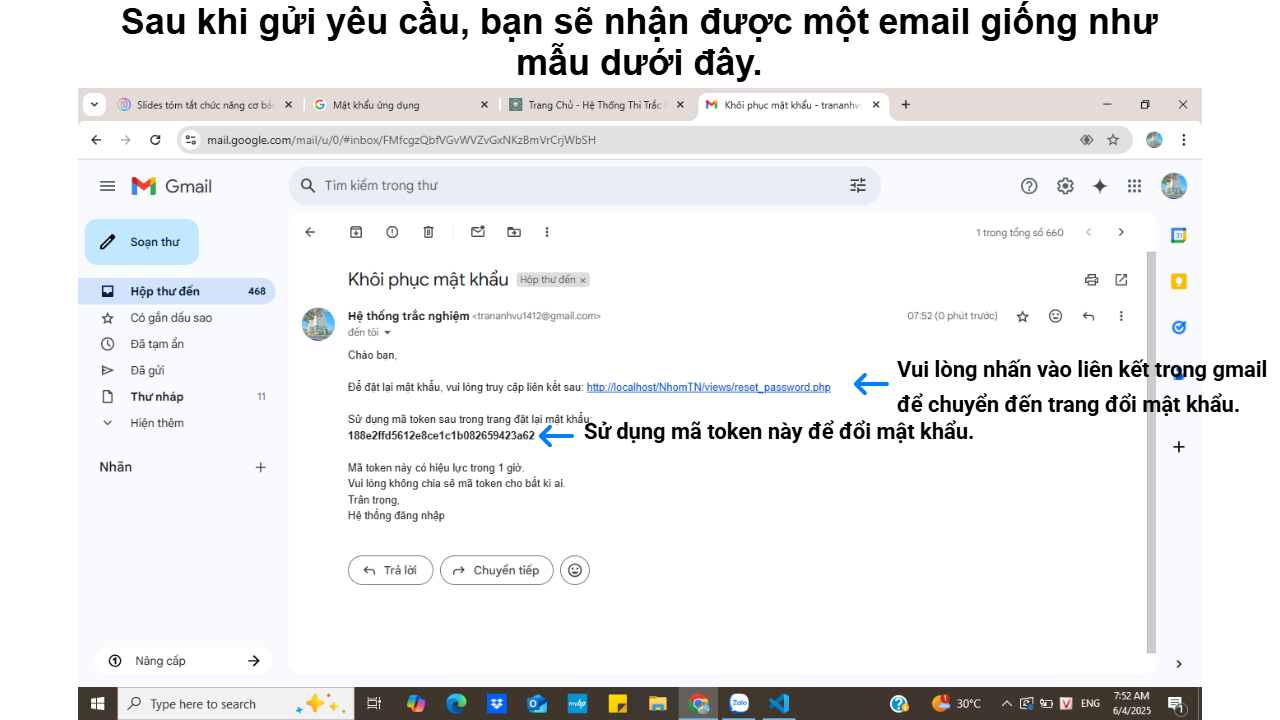 Sau khi gửi yêu cầu, bạn sẽ nhận được một email giống như
mẫu dưới đây.
Slides tóm tắt chức năng cơ bả
Mật khẩu ứng dụng
Trang Chủ - Hệ Thống Thi Trắc
Khôi phục mật khẩu - trananhv
mail.google.com/mail/u/0/#inbox/FMfcgzQbfVGvWVZvGxNKzBmVrCrjWbSH
Gmail
Tìm kiếm trong thư
Soạn thư
1 trong tổng số 660
31
Khôi phục mật khẩu
Hộp thư đến ×
Hộp thư đến 468
Có gắn dấu sao
Đã tạm ẩn
Đã gửi
Thư nháp 11
Hiện thêm
Nhãn
Hệ thống trắc nghiệm <trananhvu1412@gmail.com>
07:52 (0 phút trước)
đến tôi
Chào bạn,
Để đặt lại mật khẩu, vui lòng truy cập liên kết sau: http://localhost/NhomTN/views/reset_password.php
Vui lòng nhấn vào liên kết trong gmail
để chuyển đến trang đổi mật khẩu.
Sử dụng mã token sau trong trang đặt lại mật khẩu:
188e2ffd5612e8ce1c1b082659423a62
Sử dụng mã token này để đổi mật khẩu.
Mã token này có hiệu lực trong 1 giờ.
Vui lòng không chia sẻ mã token cho bất kì ai.
Trân trọng,
Hệ thống đăng nhập
Trả lời
Chuyển tiếp
Nâng cấp
Type here to search
mybp
Zalo
1
30°C
V
ENG
7:52 AM
6/4/2025
1